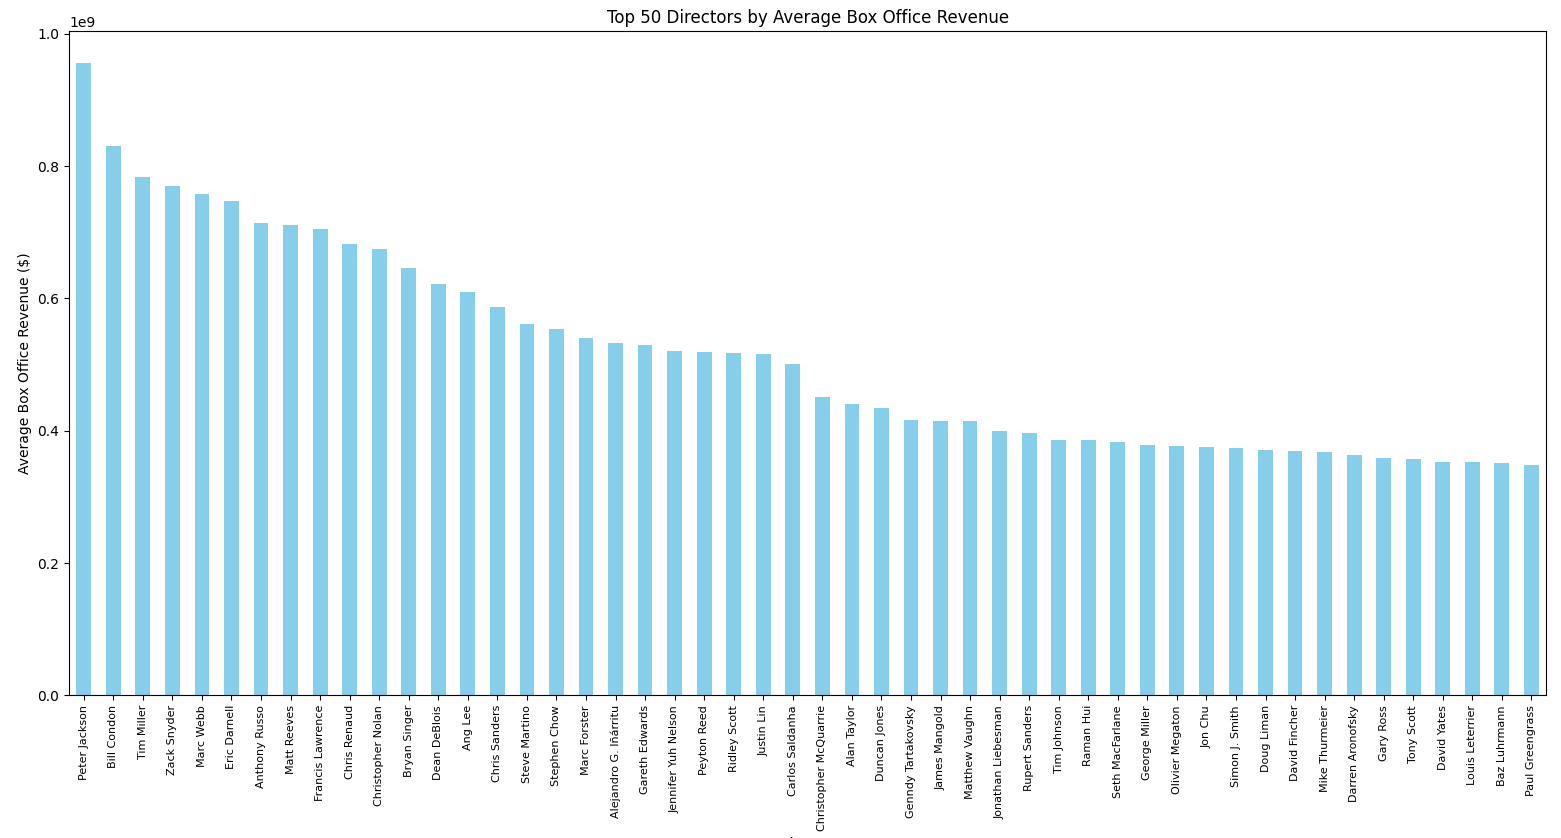 Top 50 Directors by Average Box Office Revenue
1e9
1.0
0.8
0.6
0.4
0.2
0.0
Average Box Office Revenue ($)
Peter Jackson
Bill Condon
Tim Miller
Zack Snyder
Marc Webb
Eric Darnell
Anthony Russo
Matt Reeves
Francis Lawrence
Chris Renaud
Christopher Nolan
Bryan Singer
Dean DeBlois
Ang Lee
Chris Sanders
Steve Martino
Stephen Chow
Marc Forster
Alejandro G. Iñárritu
Gareth Edwards
Jennifer Yuh Nelson
Peyton Reed
Ridley Scott
Justin Lin
Carlos Saldanha
Christopher McQuarrie
Alan Taylor
Duncan Jones
Genndy Tartakovsky
James Mangold
Matthew Vaughn
Jonathan Liebesman
Rupert Sanders
Tim Johnson
Raman Hui
Seth MacFarlane
George Miller
Olivier Megaton
Jon Chu
Simon J. Smith
Doug Liman
David Fincher
Mike Thurmeier
Darren Aronofsky
Gary Ross
Tony Scott
David Yates
Louis Leterrier
Baz Luhrmann
Paul Greengrass